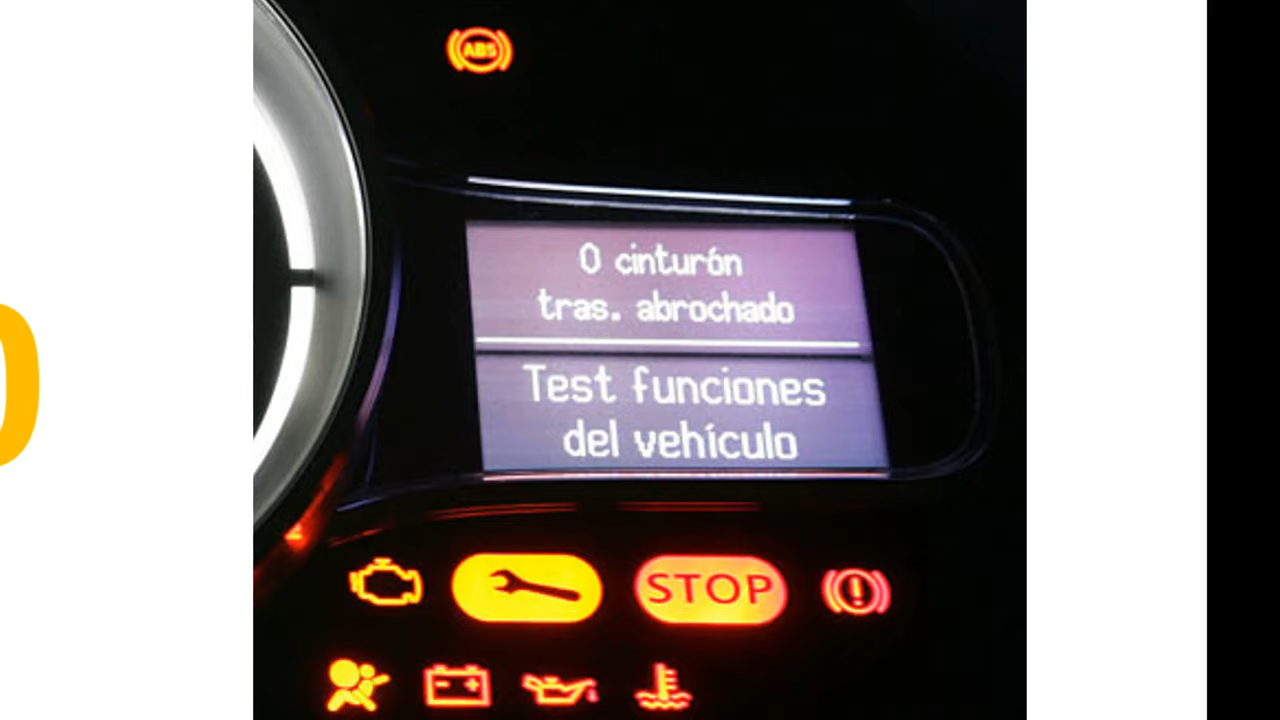 ABS
0 cinturón
tras. abrochado
Test funciones
del vehículo
STOP